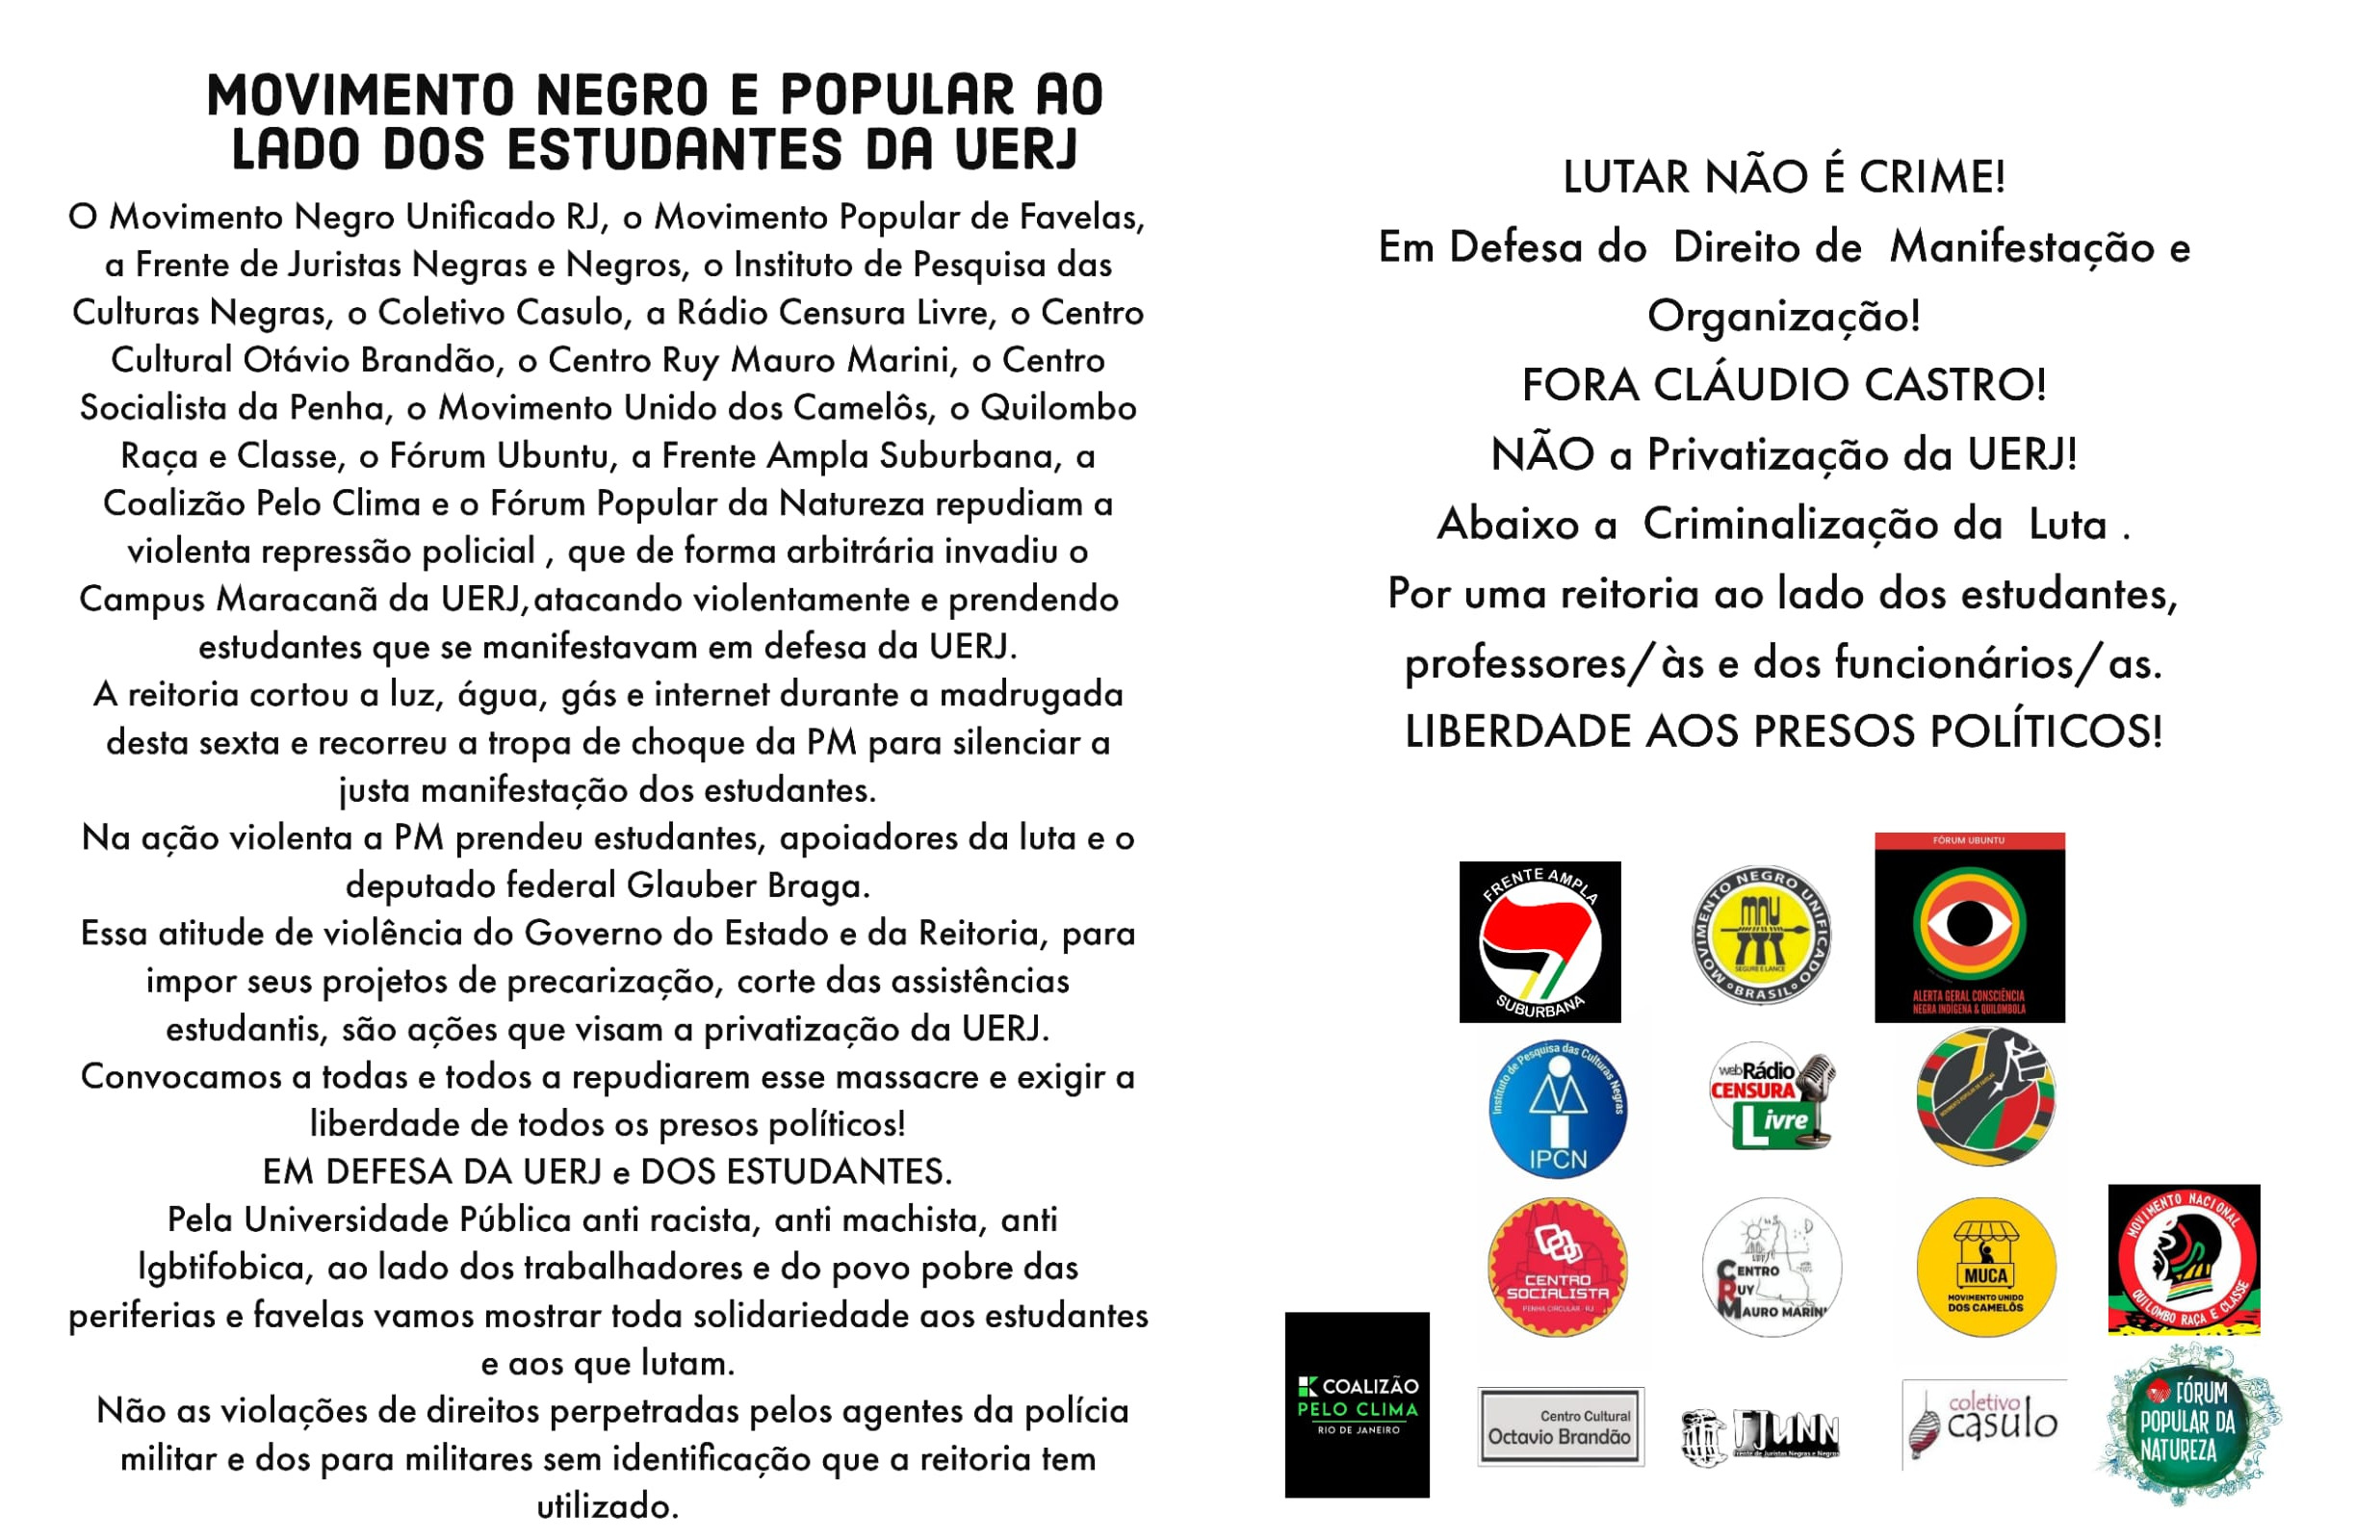 MOVIMENTO NEGRO E POPULAR AO
LADO DOS ESTUDANTES DA UERJ
O Movimento Negro Unificado RJ, o Movimento Popular de Favelas,
a Frente de Juristas Negras e Negros, o Instituto de Pesquisa das
Culturas Negras, o Coletivo Casulo, a Rádio Censura Livre, o Centro
Cultural Otávio Brandão, o Centro Ruy Mauro Marini, o Centro
Socialista da Penha, o Movimento Unido dos Camelôs, o Quilombo
Raça e Classe, o Fórum Ubuntu, a Frente Ampla Suburbana, a
Coalizão Pelo Clima e o Fórum Popular da Natureza repudiam a
violenta repressão policial , que de forma arbitrária invadiu o
Campus Maracanã da UERJ,atacando violentamente e prendendo
estudantes que se manifestavam em defesa da UERJ.
A reitoria cortou a luz, água, gás e internet durante a madrugada
desta sexta e recorreu a tropa de choque da PM para silenciar a
justa manifestação dos estudantes.
Na ação violenta a PM prendeu estudantes, apoiadores da luta e o
deputado federal Glauber Braga.
Essa atitude de violência do Governo do Estado e da Reitoria, para
impor seus projetos de precarização, corte das assistências
estudantis, são ações que visam a privatização da UERJ.
Convocamos a todas e todos a repudiarem esse massacre e exigir a
liberdade de todos os presos políticos!
EM DEFESA DA UERJ e DOS ESTUDANTES.
Pela Universidade Pública anti racista, anti machista, anti
lgbtifobica, ao lado dos trabalhadores e do povo pobre das
periferias e favelas vamos mostrar toda solidariedade aos estudantes
e aos que lutam.
Não as violações de direitos perpetradas pelos agentes da polícia
militar e dos para militares sem identificação que a reitoria tem
utilizado.
LUTAR NÃO É CRIME!
Em Defesa do Direito de Manifestação e
Organização!
FORA CLÁUDIO CASTRO!
NÃO a Privatização da UERJ!
Abaixo a Criminalização da Luta .
Por uma reitoria ao lado dos estudantes,
professores/às e dos funcionários/as.
LIBERDADE AOS PRESOS POLÍTICOS!
FRENTE AMPLA
SUBURBANA
MOVIMENTO NEGRO UNIFICADO
MNU
SEGURE E LANCE
BRASIL
FÓRUM UBUNTU
ALERTA GERAL CONSCIÊNCIA
NEGRA INDÍGENA & QUILOMBOLA
Instituto de Pesquisa das Culturas Negras
IPCN
web Rádio
CENSURA
Livre
MOVIMENTO POPULAR DE FAVELAS
CENTRO
SOCIALISTA
PENHA CIRCULAR RJ
CENTRO
RUY
MAURO MARINI
MUCA
MOVIMENTO UNIDO
DOS CAMELÔS
MOVIMENTO NACIONAL
QUILOMBO RAÇA E CLASSE
COALIZÃO
PELO CLIMA
RIO DE JANEIRO
Centro Cultural
Octavio Brandão
FJUNN
Frente de Juristas Negras e Negros
coletivo
casulo
FÓRUM
POPULAR DA
NATUREZA